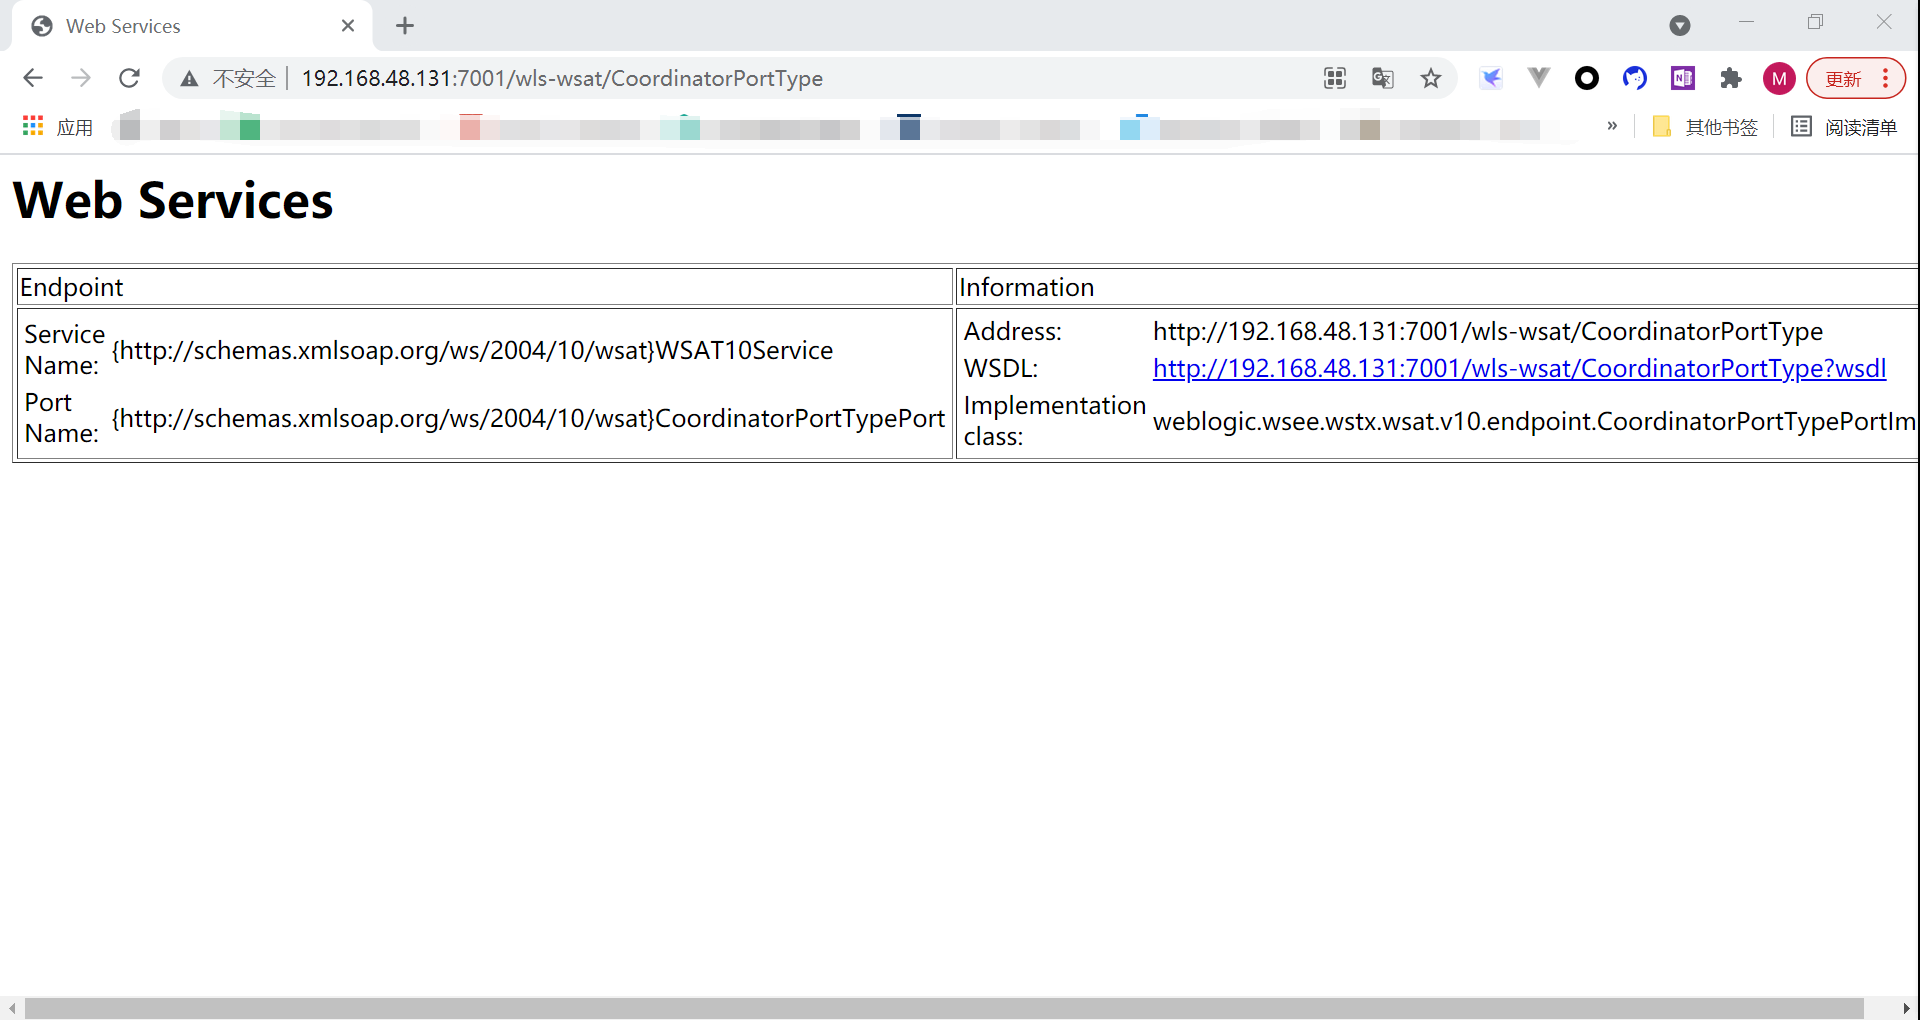 Web Services
不安全 192.168.48.131:7001/wls-wsat/CoordinatorPortType
M
更新
应用
»
其他书签
阅读清单
Web Services
Endpoint
Information
Service
Name:
{http://schemas.xmlsoap.org/ws/2004/10/wsat}WSAT10Service
Port
Name:
{http://schemas.xmlsoap.org/ws/2004/10/wsat}CoordinatorPortTypePort
Address:
http://192.168.48.131:7001/wls-wsat/CoordinatorPortType
WSDL:
http://192.168.48.131:7001/wls-wsat/CoordinatorPortType?wsdl
Implementation
class:
weblogic.wsee.wstx.wsat.v10.endpoint.CoordinatorPortTypePortIm